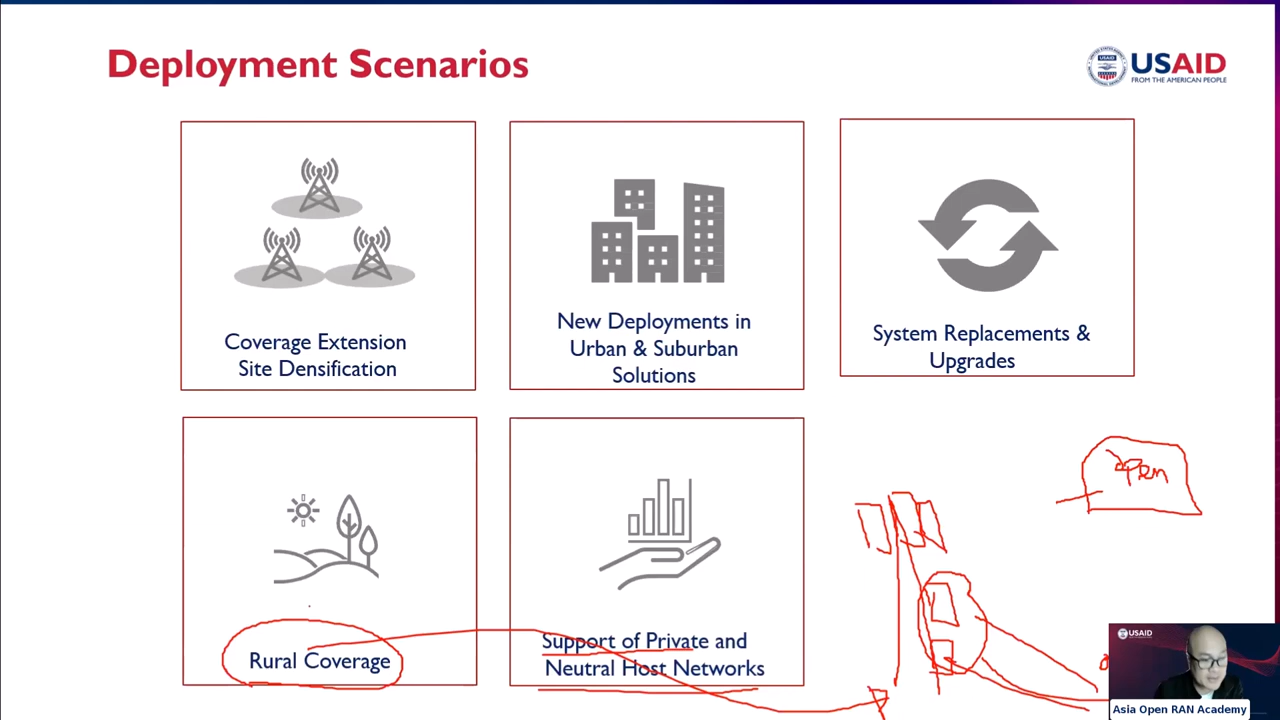 Deployment Scenarios
USAID
FROM THE AMERICAN PEOPLE
Coverage Extension
Site Densification
New Deployments in
Urban & Suburban
Solutions
System Replacements &
Upgrades
Rural Coverage
Support of Private and
Neutral Host Networks
USAID
Asia Open RAN Academy